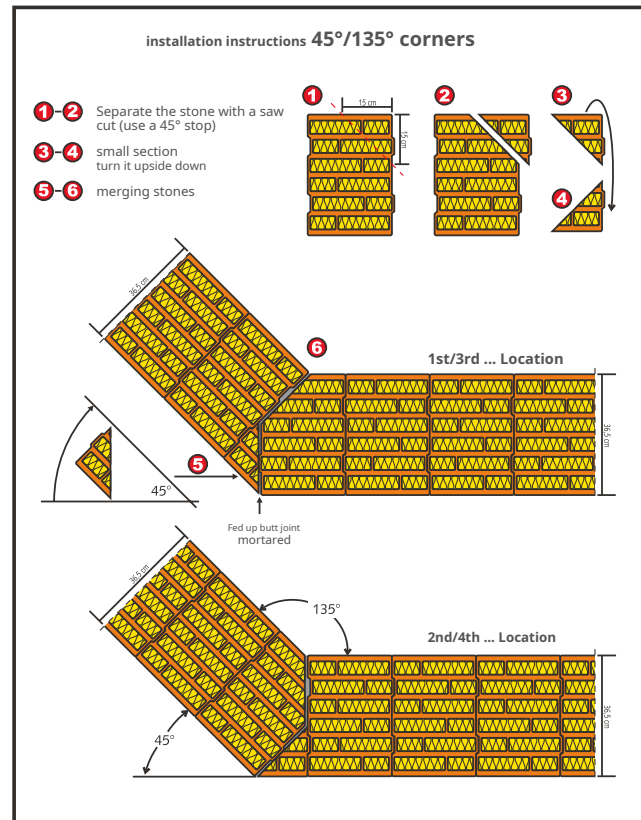 installation instructions 45°/135° corners
1-2 Separate the stone with a saw
cut (use a 45° stop)
3-4 small section
turn it upside down
5-6 merging stones
1
15 cm
15 cm
2
3
4
36,5 cm
6
1st/3rd ... Location
36,5 cm
5
45°
Fed up butt joint
mortared
36,5 cm
135°
2nd/4th ... Location
36,5 cm
45°